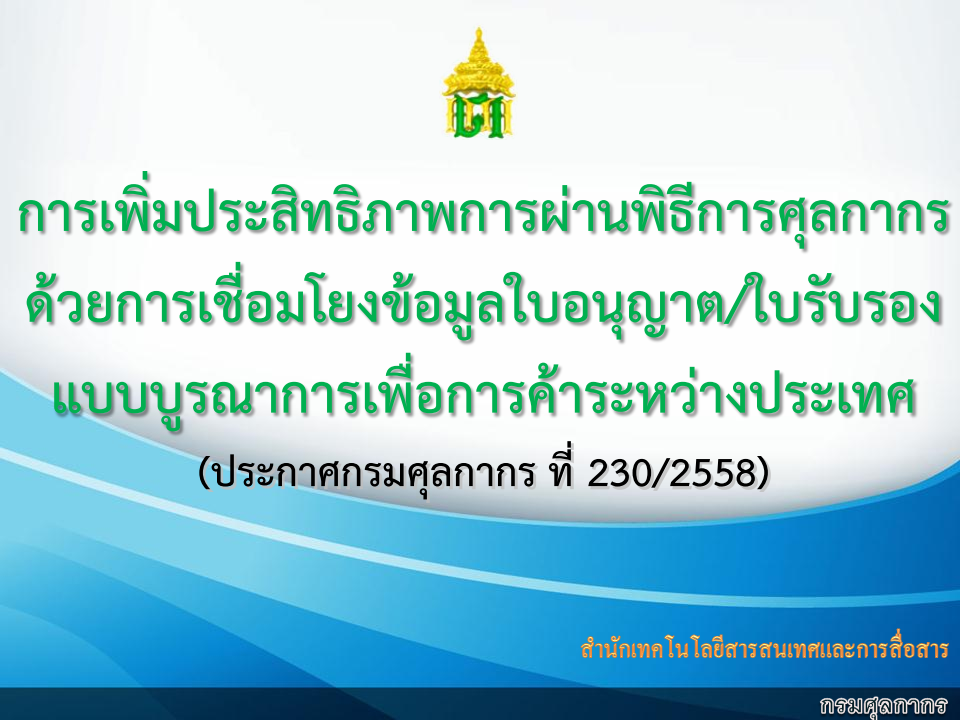 การเพิ่มประสิทธิภาพการผ่านพิธีการศุลกากร
ด้วยการเชื่อมโยงข้อมูลใบอนุญาต/ใบรับรอง
แบบบูรณาการเพื่อการค้าระหว่างประเทศ
(ประกาศกรมศุลกากร ที่ 230/2558)
สำนักเทคโนโลยีสารสนเทศและการสื่อสาร
กรมศุลกากร